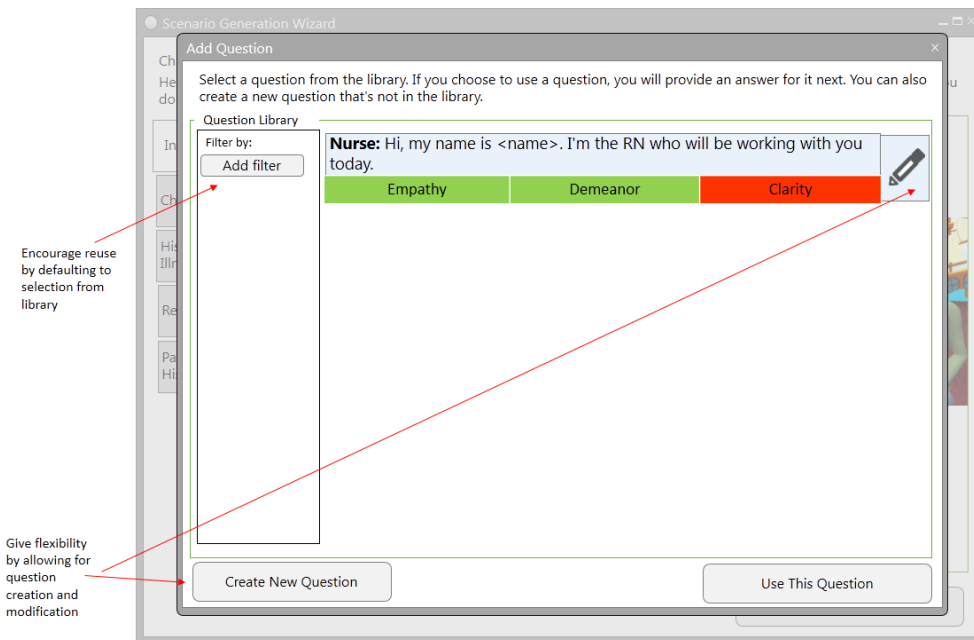 Scenario Generation Wizard
Add Question
Select a question from the library. If you choose to use a question, you will provide an answer for it next. You can also
create a new question that's not in the library.
Question Library
Filter by:
Add filter
Nurse: Hi, my name is <name>. I'm the RN who will be working with you
today.
Empathy
Demeanor
Clarity
Create New Question
Use This Question
Encourage reuse
by defaulting to
selection from
library
Give flexibility
by allowing for
question
creation and
modification